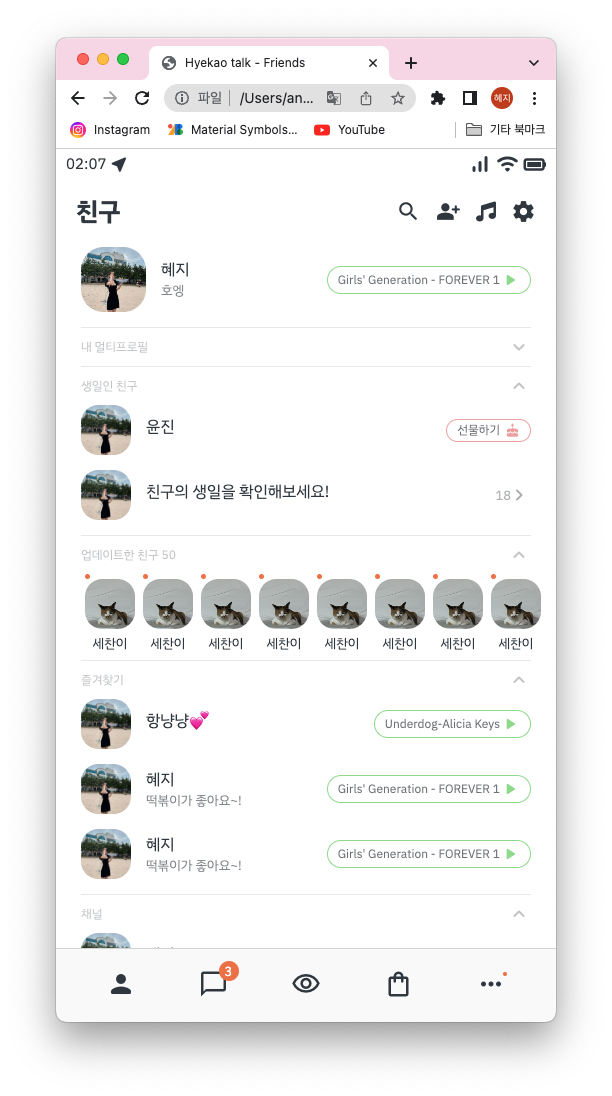 Hyekao talk - Friends
파일 /Users/an...
혜지
Instagram
Material Symbols...
YouTube
기타 북마크
02:07
친구
혜지
호엥
Girls' Generation - FOREVER 1
내 멀티프로필
생일인 친구
윤진
선물하기
친구의 생일을 확인해보세요!
18
업데이트한 친구 50
세찬이 세찬이 세찬이 세찬이 세찬이 세찬이 세찬이 세찬이
즐겨찾기
항냥냥💕
Underdog-Alicia Keys
혜지
떡볶이가 좋아요~!
Girls' Generation - FOREVER 1
혜지
떡볶이가 좋아요~!
Girls' Generation - FOREVER 1
채널
3